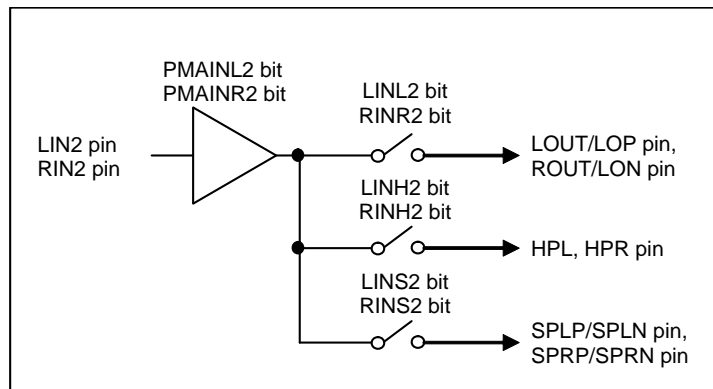 PMAINL2 bit
PMAINR2 bit
LIN2 pin
RIN2 pin
LINL2 bit
RINR2 bit
LOUT/LOP pin,
ROUT/LON pin
LINH2 bit
RINH2 bit
HPL, HPR pin
LINS2 bit
RINS2 bit
SPLP/SPLN pin,
SPRP/SPRN pin